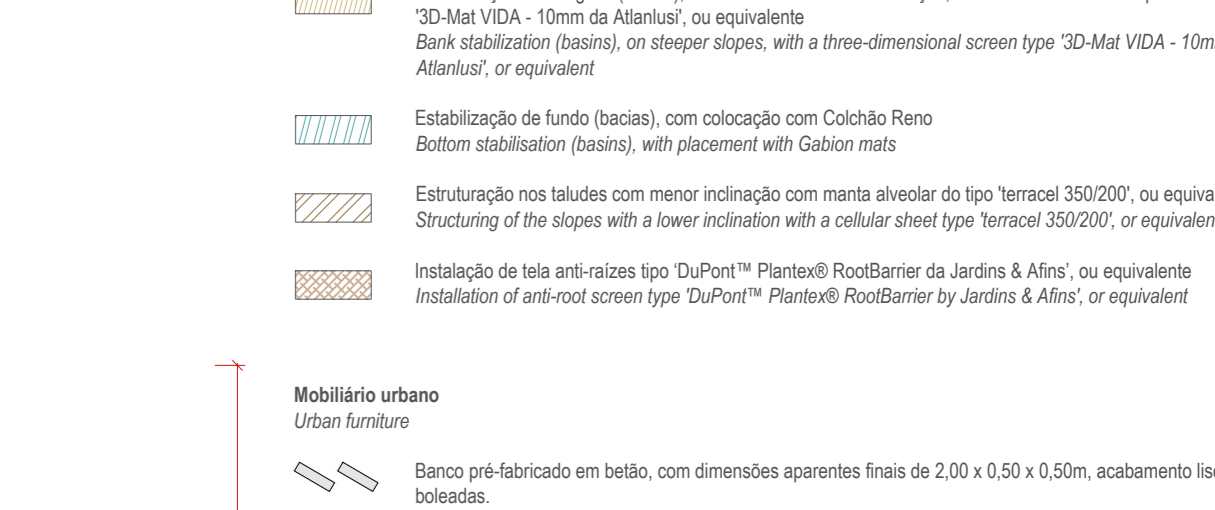 '3D-Mat VIDA - 10mm da Atlanlusi', ou equivalente
Bank stabilization (basins), on steeper slopes, with a three-dimensional screen type '3D-Mat VIDA - 10m
Atlanlusi', or equivalent
Estabilização de fundo (bacias), com colocação com Colchão Reno
Bottom stabilisation (basins), with placement with Gabion mats
Estruturação nos taludes com menor inclinação com manta alveolar do tipo 'terracel 350/200', ou equiva
Structuring of the slopes with a lower inclination with a cellular sheet type 'terracel 350/200', or equivalen
Instalação de tela anti-raízes tipo ‘DuPont™ Plantex® RootBarrier da Jardins & Afins’, ou equivalente
Installation of anti-root screen type 'DuPont™ Plantex® RootBarrier by Jardins & Afins', or equivalent
Mobiliário urbano
Urban furniture
Banco pré-fabricado em betão, com dimensões aparentes finais de 2,00 x 0,50 x 0,50m, acabamento lis
boleadas.